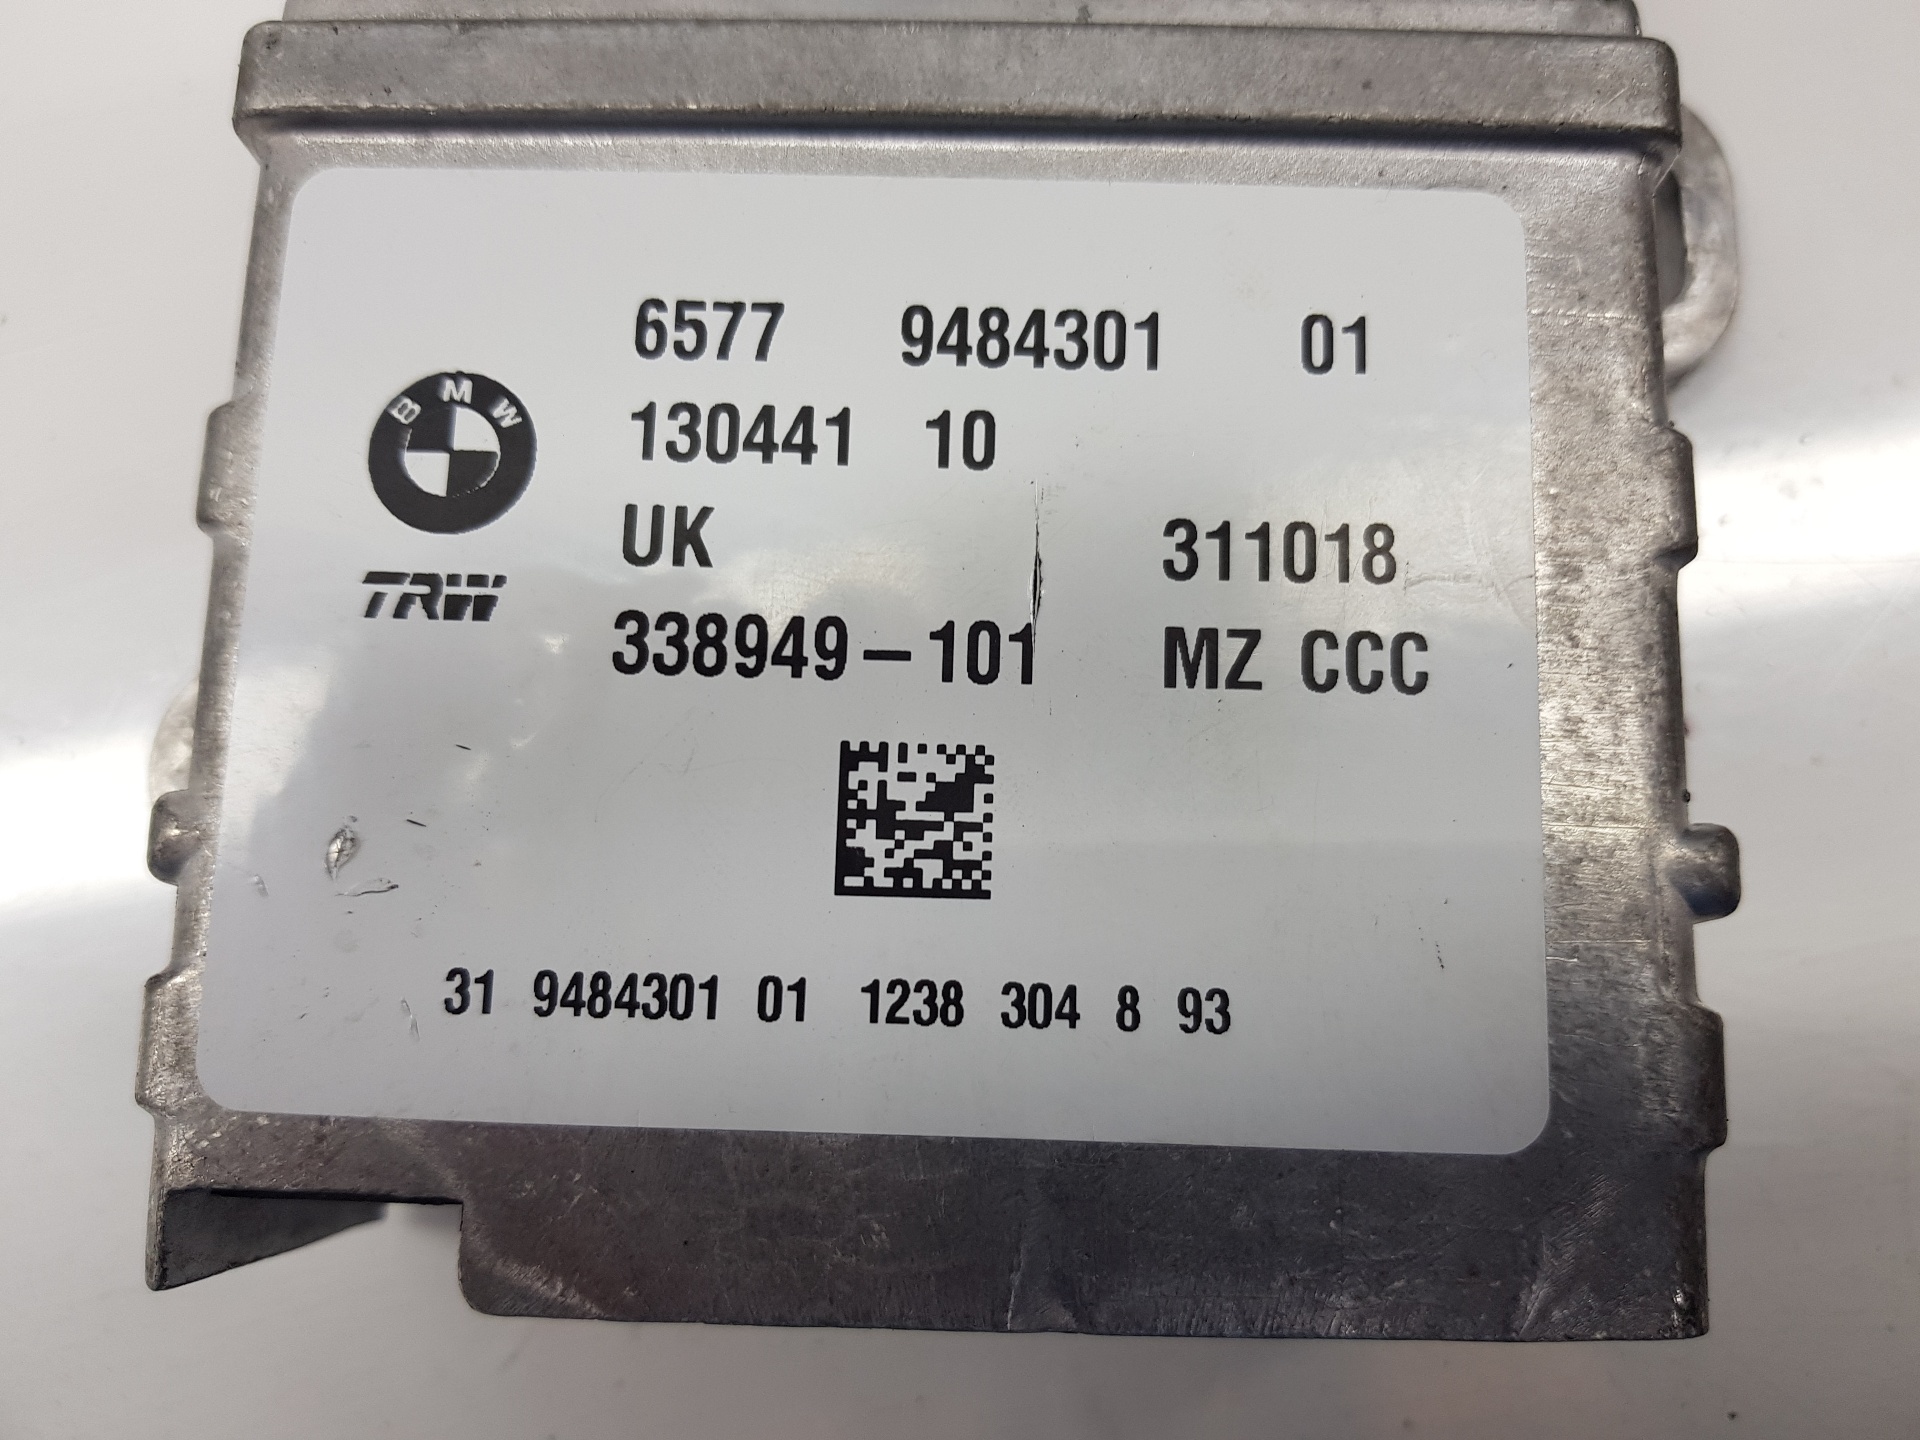 6577 9484301 01
BMW
130441 10
UK 311018
TRW
338949-101 MZ CCC
31 9484301 01 1238 304 8 93